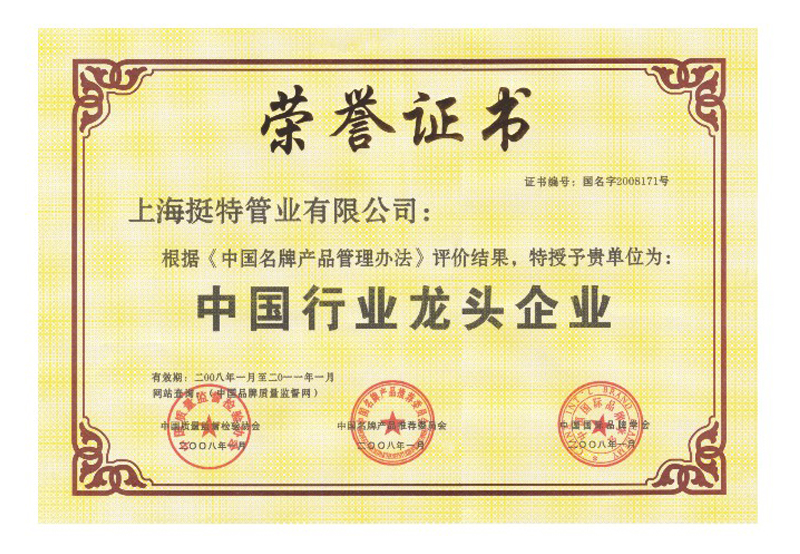 荣誉证书
证书编号：国名字2008171号
上海挺特管业有限公司：
根据《中国名牌产品管理办法》评价结果，特授予贵单位为：
中国行业龙头企业
有效期：二00八年一月至二0一一年一月
网站查询：（中国品牌质量监督网）
中国质量监督检验协会
二〇〇八年一月
中国名牌产品推荐委员会
二〇〇八年一月
中国国际品牌学会
二〇〇八年一月